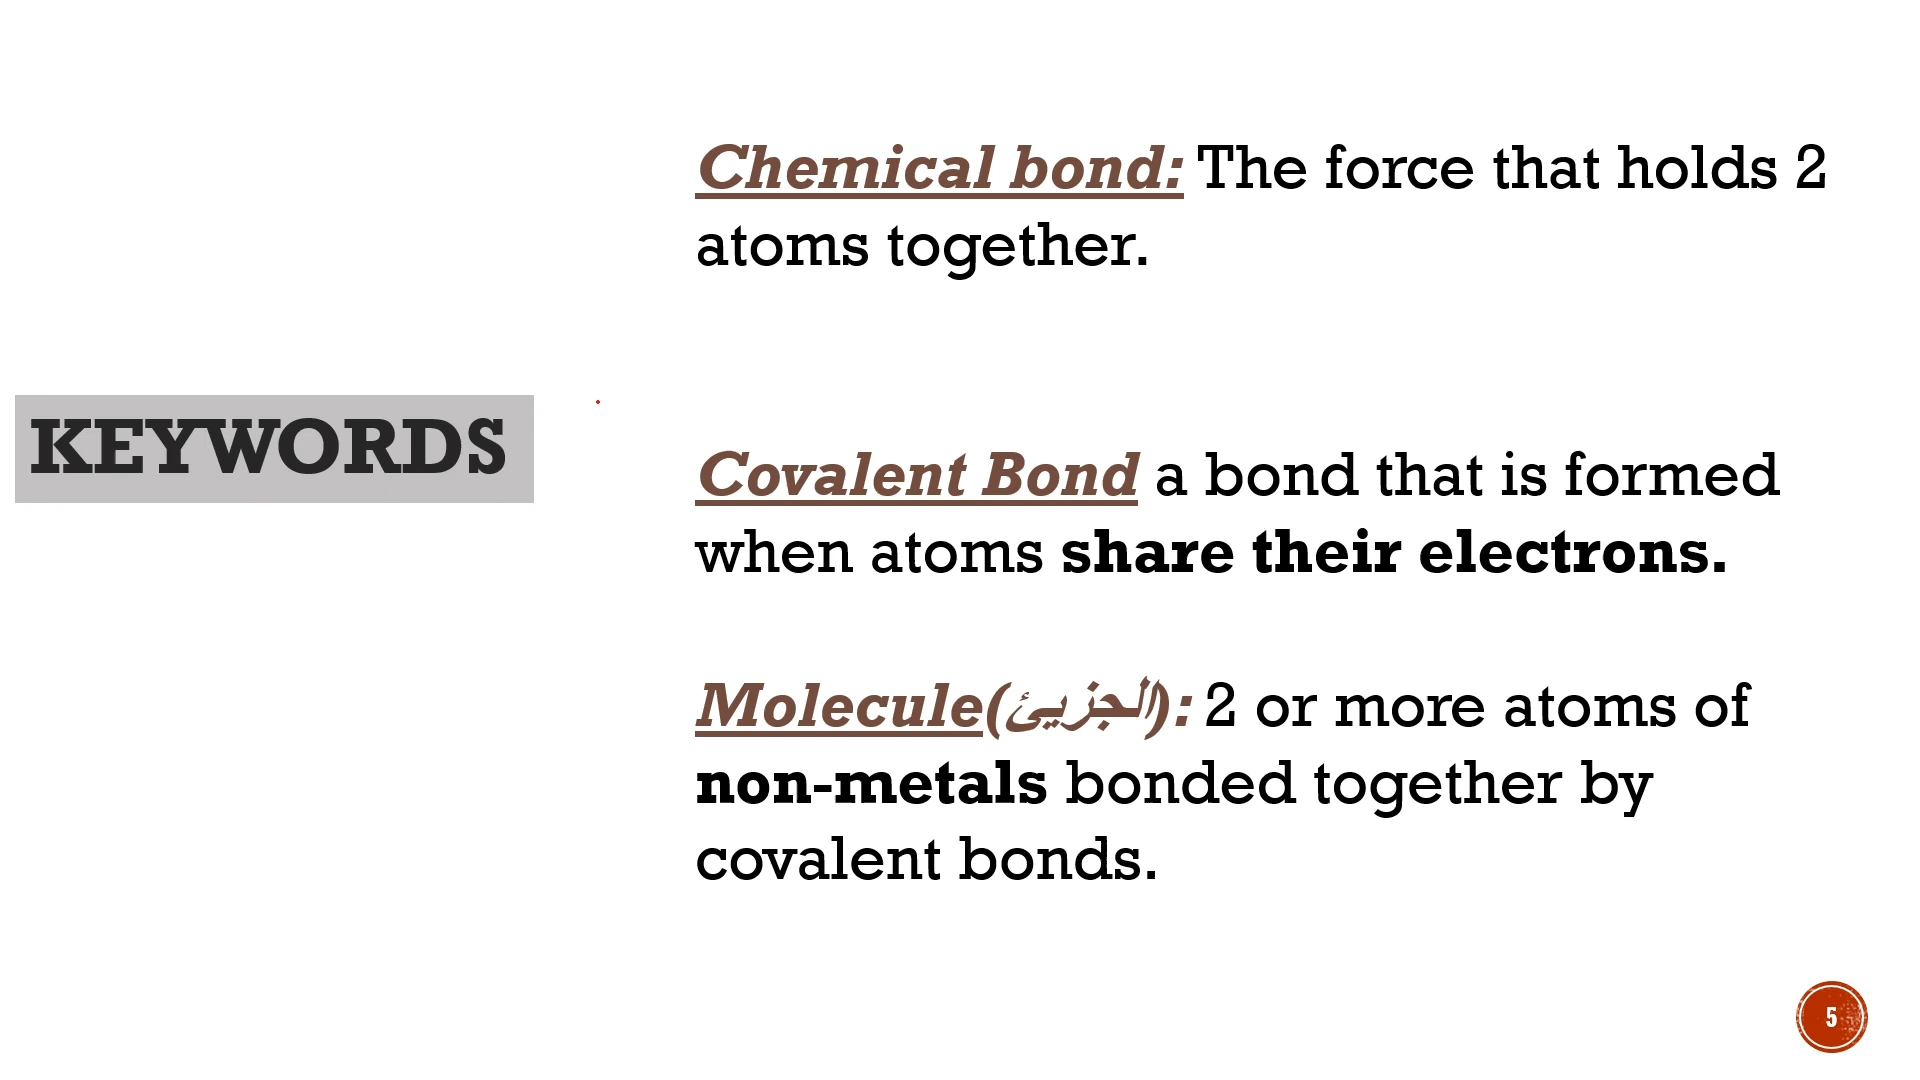 KEYWORDS
Chemical bond: The force that holds 2
atoms together.
Covalent Bond a bond that is formed
when atoms share their electrons.
Molecule(الجزيئ): 2 or more atoms of
non-metals bonded together by
covalent bonds.
5